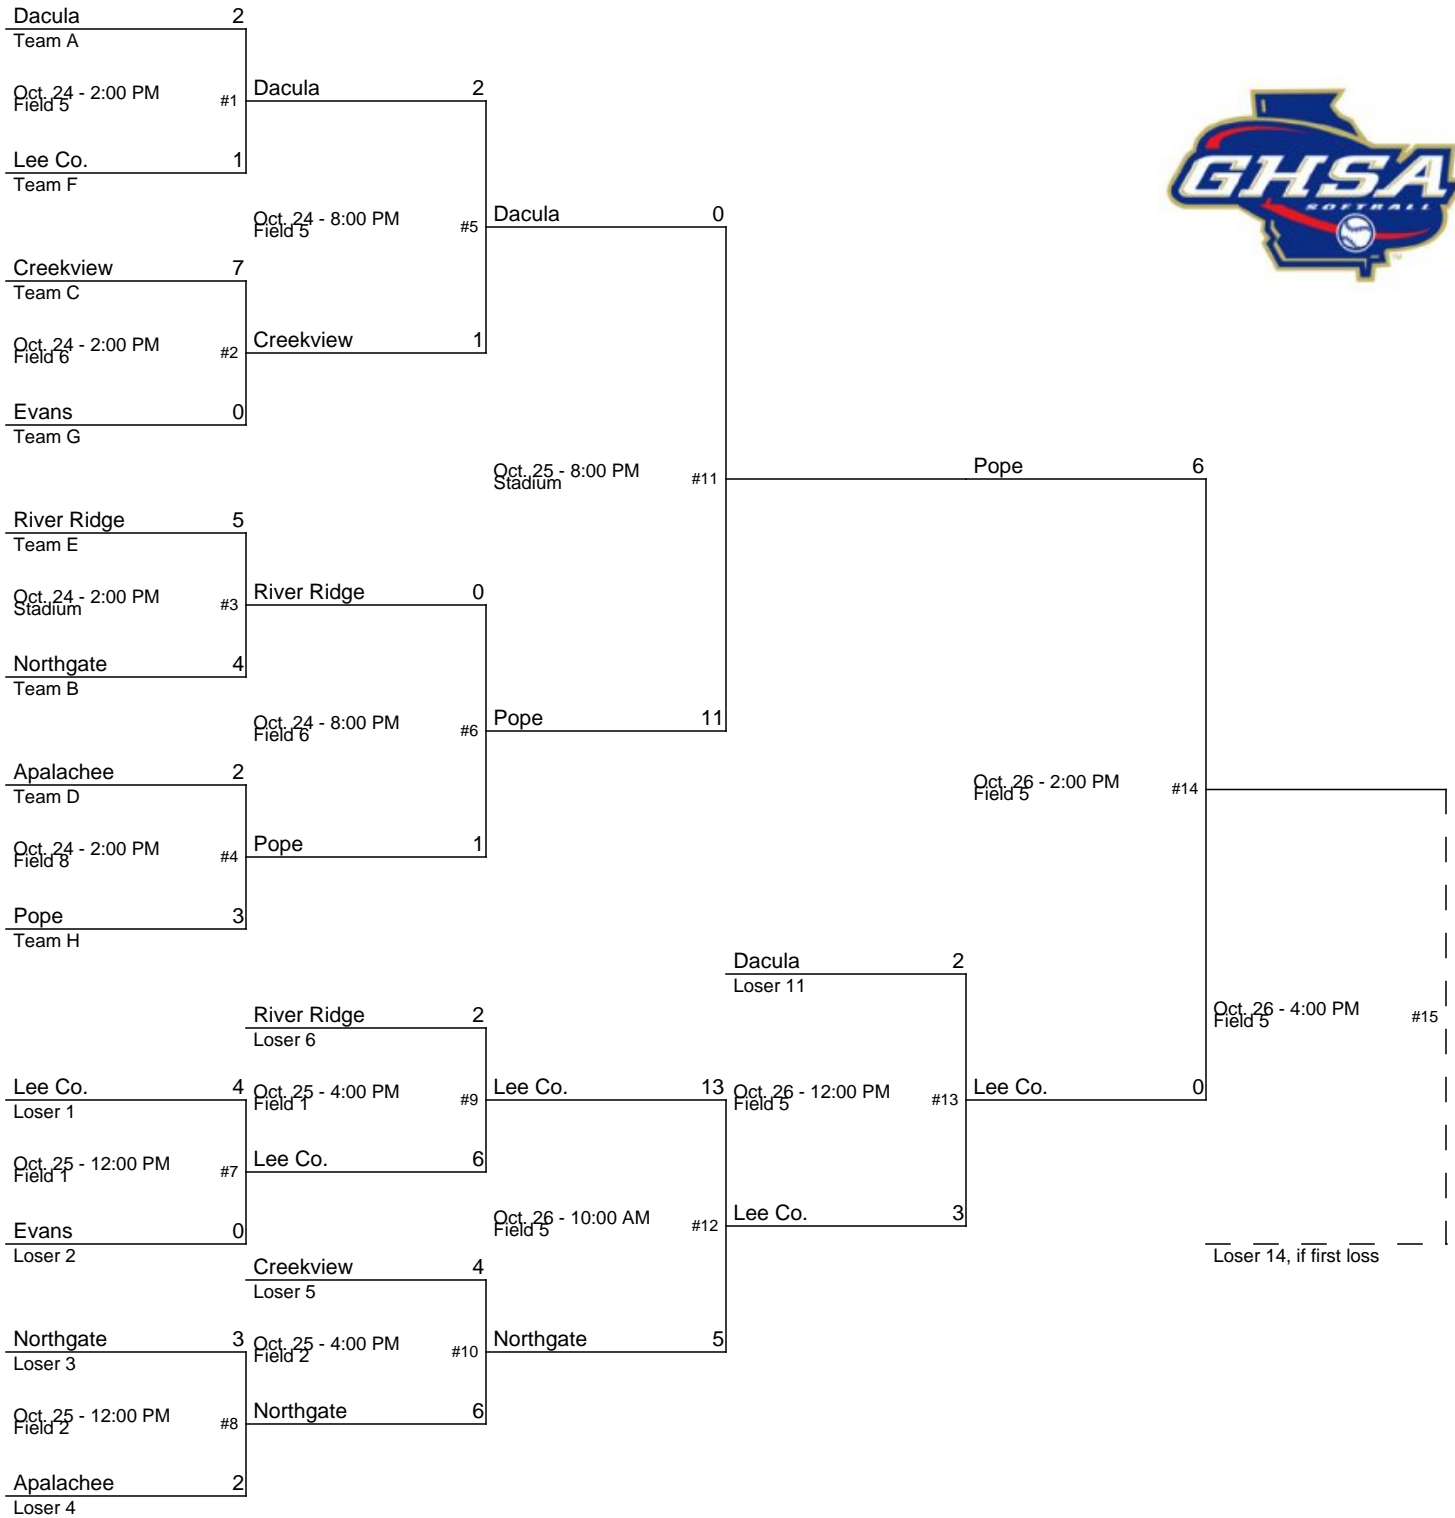 Dacula 2
Team A
Oct. 24 - 2:00 PM
Field 5
#1
Lee Co. 1
Team F
Dacula 2
Oct. 24 - 8:00 PM
Field 5
#5
Creekview 7
Team C
Oct. 24 - 2:00 PM
Field 6
#2
Evans 0
Team G
Creekview 1
Dacula 0
Oct. 25 - 8:00 PM
Stadium
#11
River Ridge 5
Team E
Oct. 24 - 2:00 PM
Stadium
#3
Northgate 4
Team B
River Ridge 0
Oct. 24 - 8:00 PM
Field 6
#6
Apalachee 2
Team D
Oct. 24 - 2:00 PM
Field 8
#4
Pope 3
Team H
Pope 1
Pope 11
GHSA
SOFTBALL
TM
Pope 6
Oct. 26 - 2:00 PM
Field 5
#14
Dacula 2
Loser 11
Oct. 26 - 12:00 PM
Field 5
#13
Lee Co. 3
Lee Co. 0
Oct. 26 - 4:00 PM
Field 5
#15
Loser 14, if first loss
River Ridge 2
Loser 6
Oct. 25 - 4:00 PM
Field 1
#9
Lee Co. 6
Lee Co. 4
Loser 1
Oct. 25 - 12:00 PM
Field 1
#7
Evans 0
Loser 2
Lee Co. 13
Oct. 26 - 10:00 AM
Field 5
#12
Northgate 5
Creekview 4
Loser 5
Oct. 25 - 4:00 PM
Field 2
#10
Northgate 6
Northgate 3
Loser 3
Oct. 25 - 12:00 PM
Field 2
#8
Apalachee 2
Loser 4